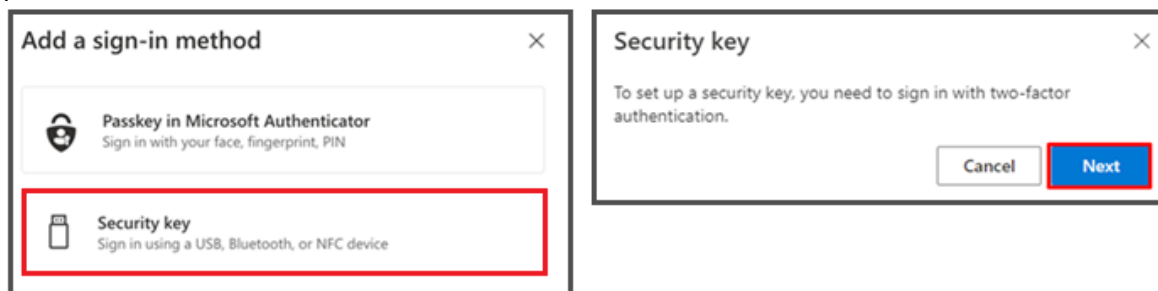 Add a sign-in method
Passkey in Microsoft Authenticator
Sign in with your face, fingerprint, PIN
Security key
Sign in using a USB, Bluetooth, or NFC device
Security key
To set up a security key, you need to sign in with two-factor
authentication.
Cancel
Next